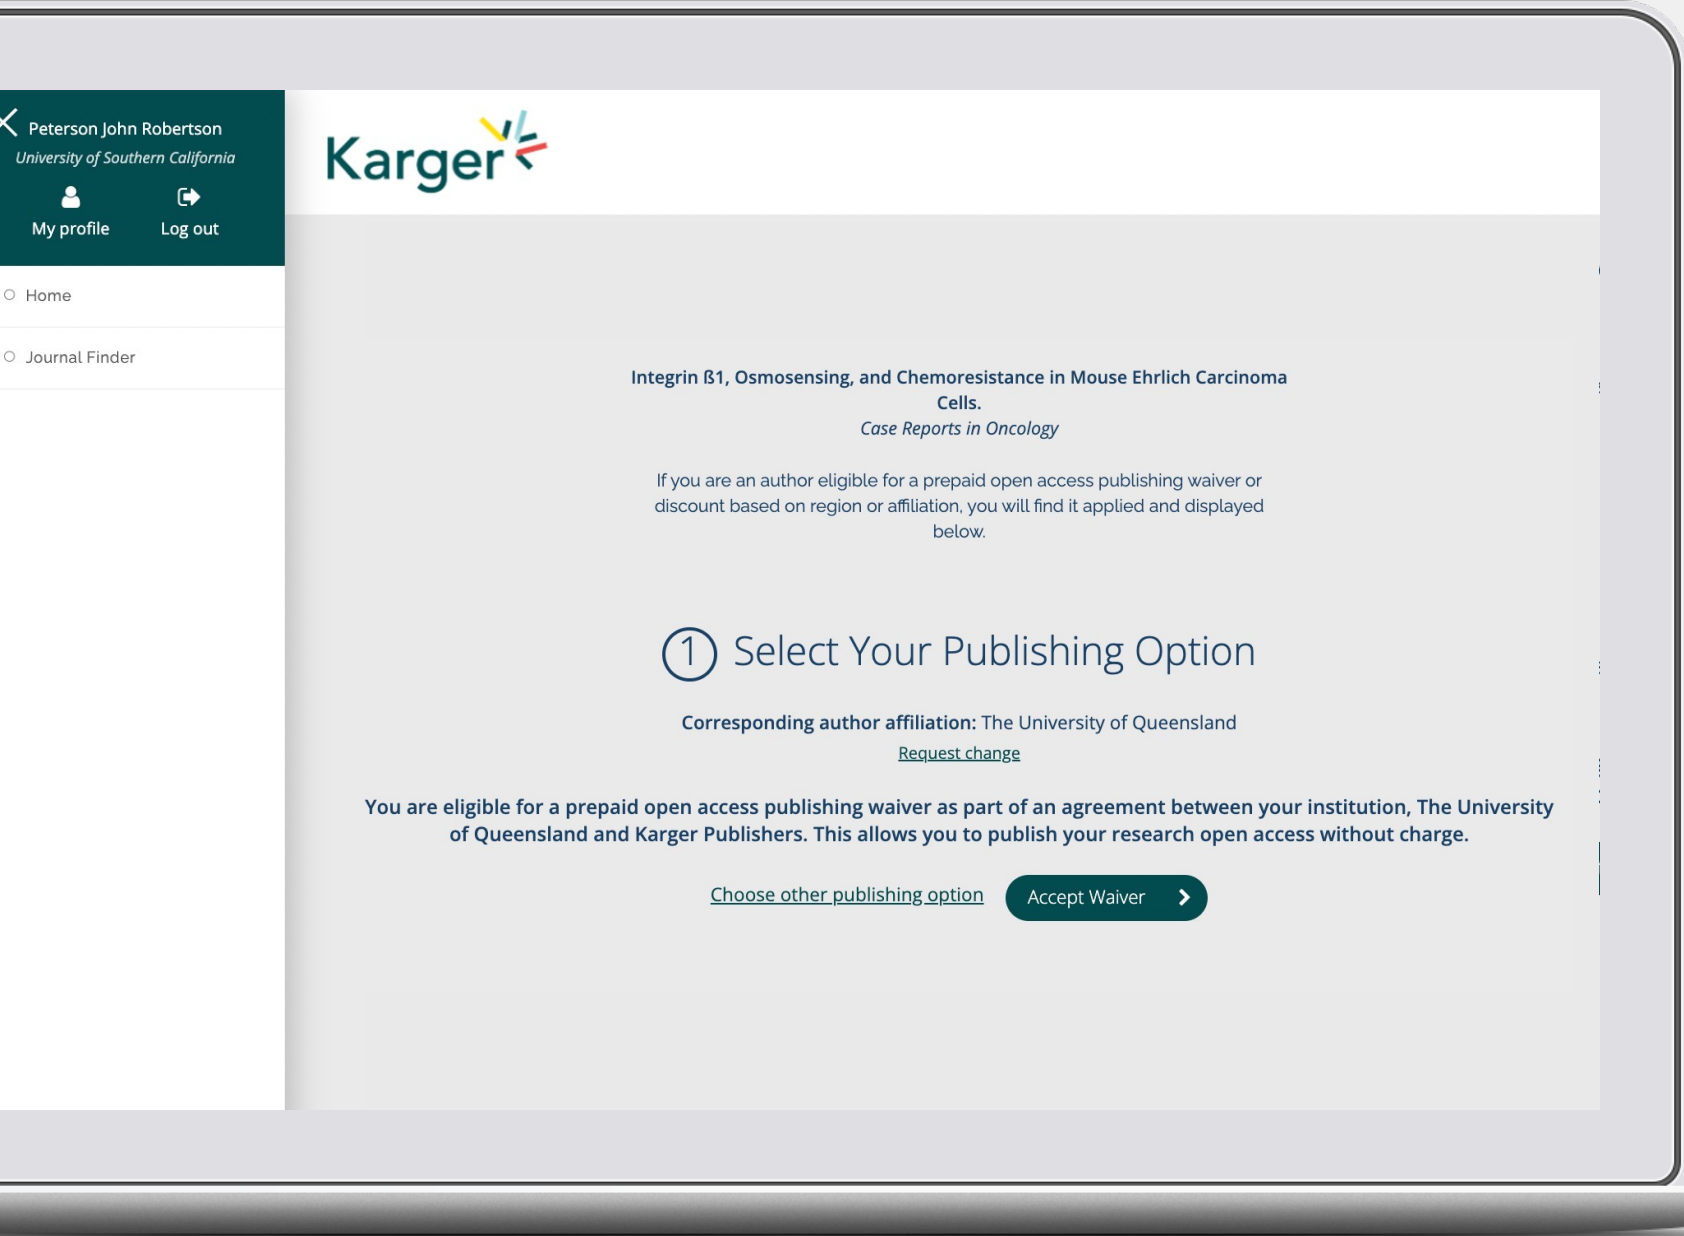 Peterson John Robertson
University of Southern California
My profile
Log out
Home
Journal Finder
Karger
Integrin ß1, Osmosensing, and Chemoresistance in Mouse Ehrlich Carcinoma
Cells.
Case Reports in Oncology
If you are an author eligible for a prepaid open access publishing waiver or
discount based on region or affiliation, you will find it applied and displayed
below.
1 Select Your Publishing Option
Corresponding author affiliation: The University of Queensland
Request change
You are eligible for a prepaid open access publishing waiver as part of an agreement between your institution, The University
of Queensland and Karger Publishers. This allows you to publish your research open access without charge.
Choose other publishing option
Accept Waiver